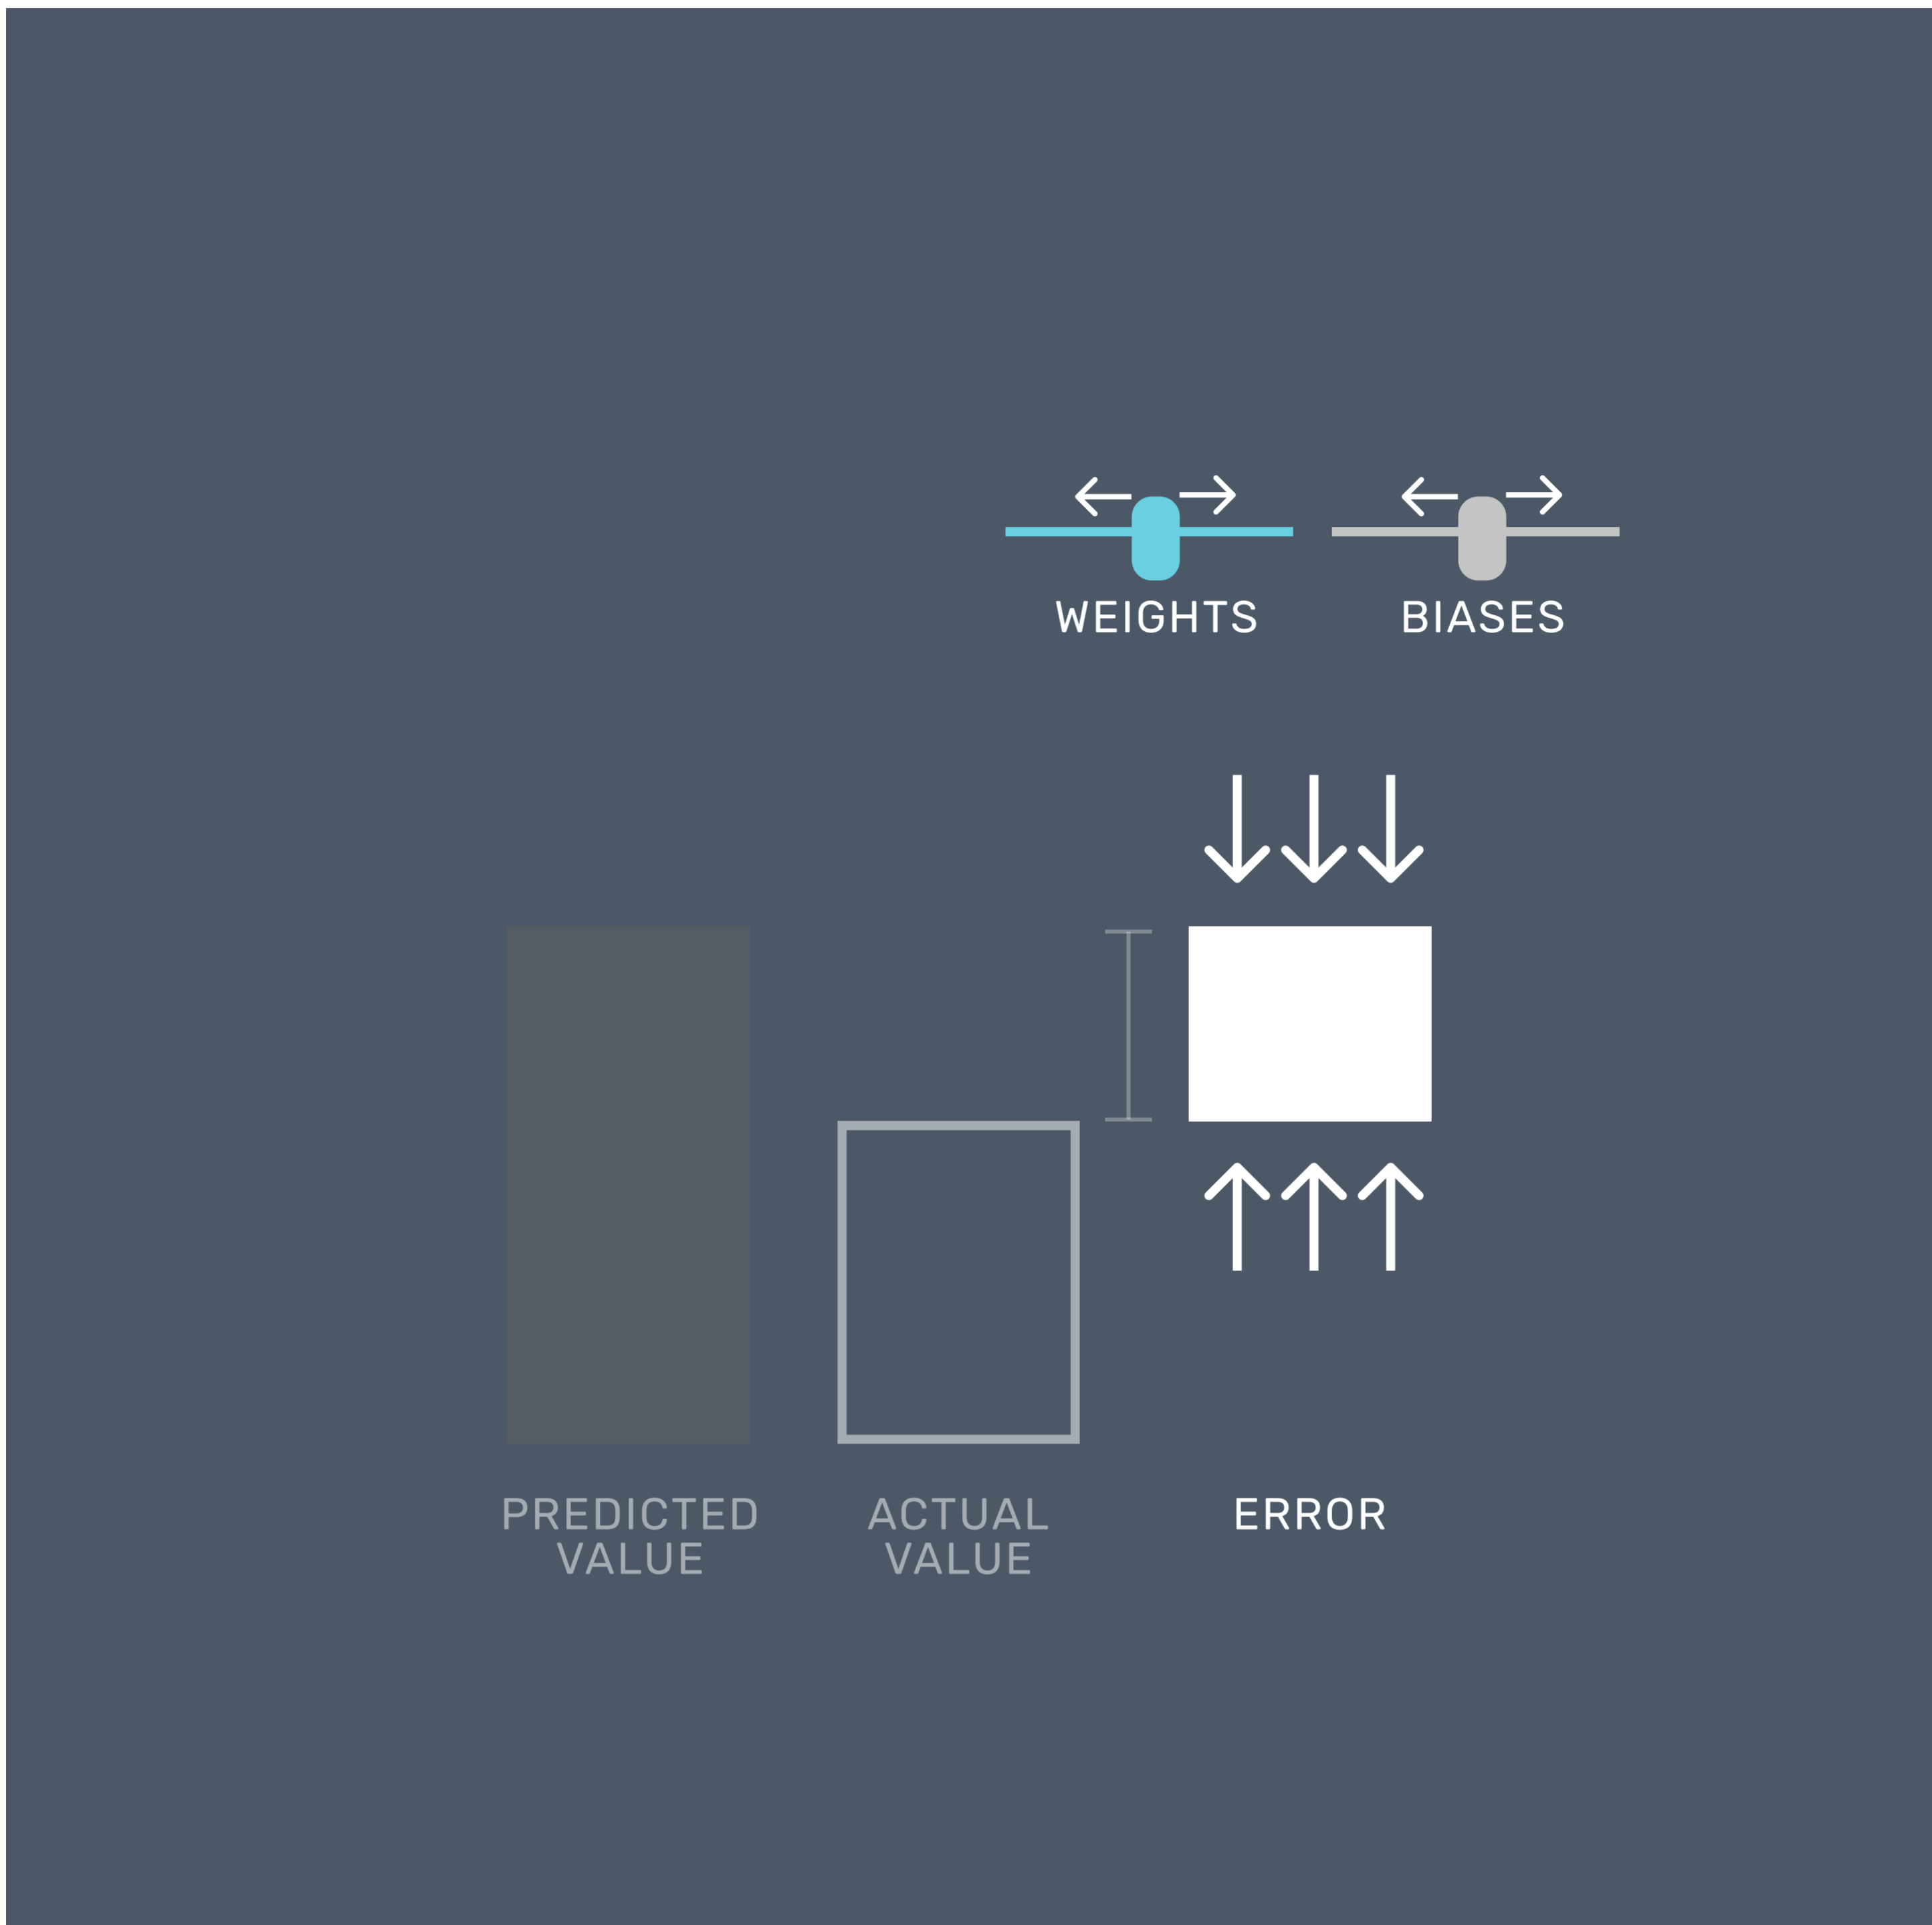 WEIGHTS
BIASES
PREDICTED
VALUE
ACTUAL
VALUE
ERROR